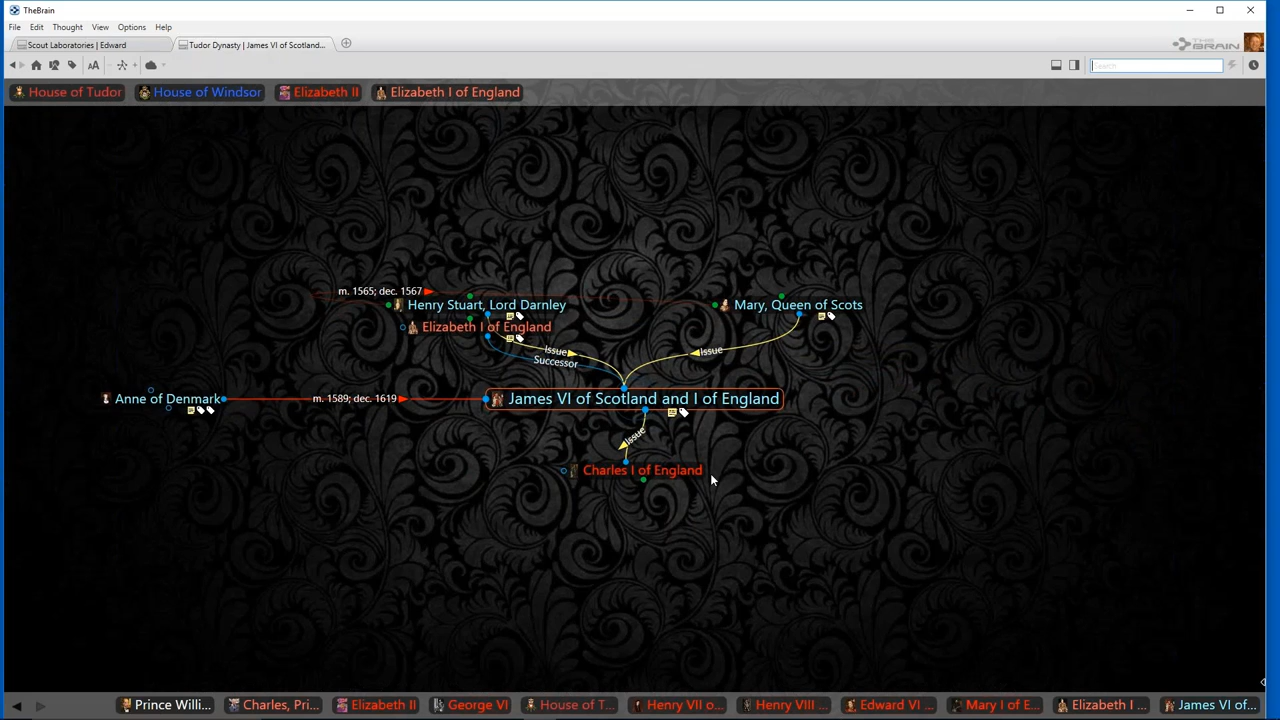 TheBrain
File Edit Thought View Options Help
Scout Laboratories | Edward
Tudor Dynasty | James VI of Scotland...
THE BRAIN
AA
Search
House of Tudor
House of Windsor
Elizabeth II
Elizabeth I of England
m. 1565; dec. 1567
Henry Stuart, Lord Darnley
Mary, Queen of Scots
Elizabeth I of England
Issue
Issue
Successor
Anne of Denmark
m. 1589; dec. 1619
James VI of Scotland and I of England
Issue
Charles I of England
Prince Willi...
Charles, Pri...
Elizabeth II
George VI
House of T...
Henry VII o...
Henry VIII ...
Edward VI ...
Mary I of E...
Elizabeth I ...
James VI of...